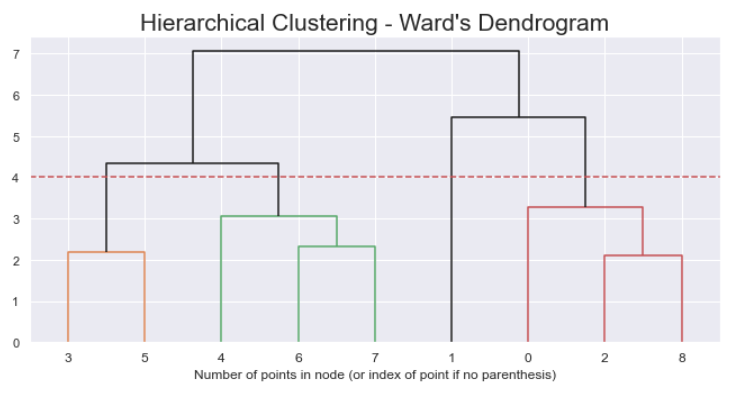 Hierarchical Clustering - Ward's Dendrogram
7
6
5
4
3
2
1
0
3 5 4 6 7 1 0 2 8
Number of points in node (or index of point if no parenthesis)